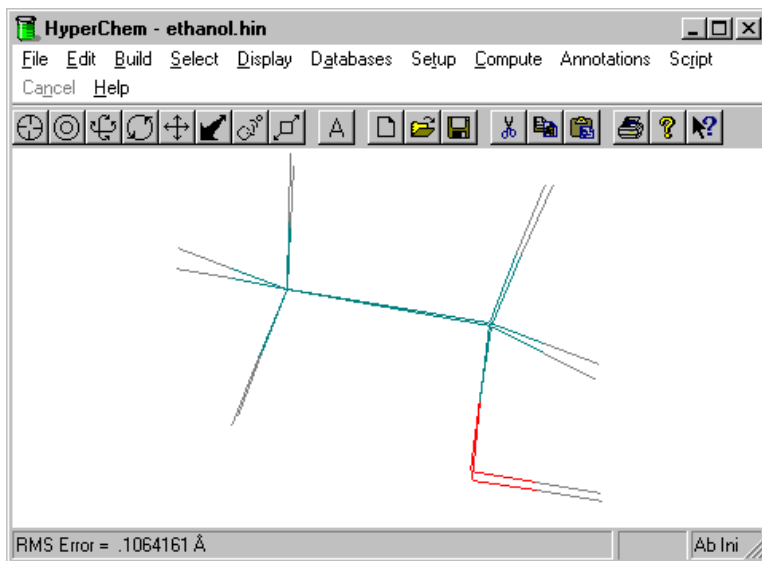 HyperChem - ethanol.hin
File Edit Build Select Display Databases Setup Compute Annotations Script
Cancel Help
A
RMS Error = .1064161 Å
Ab Ini